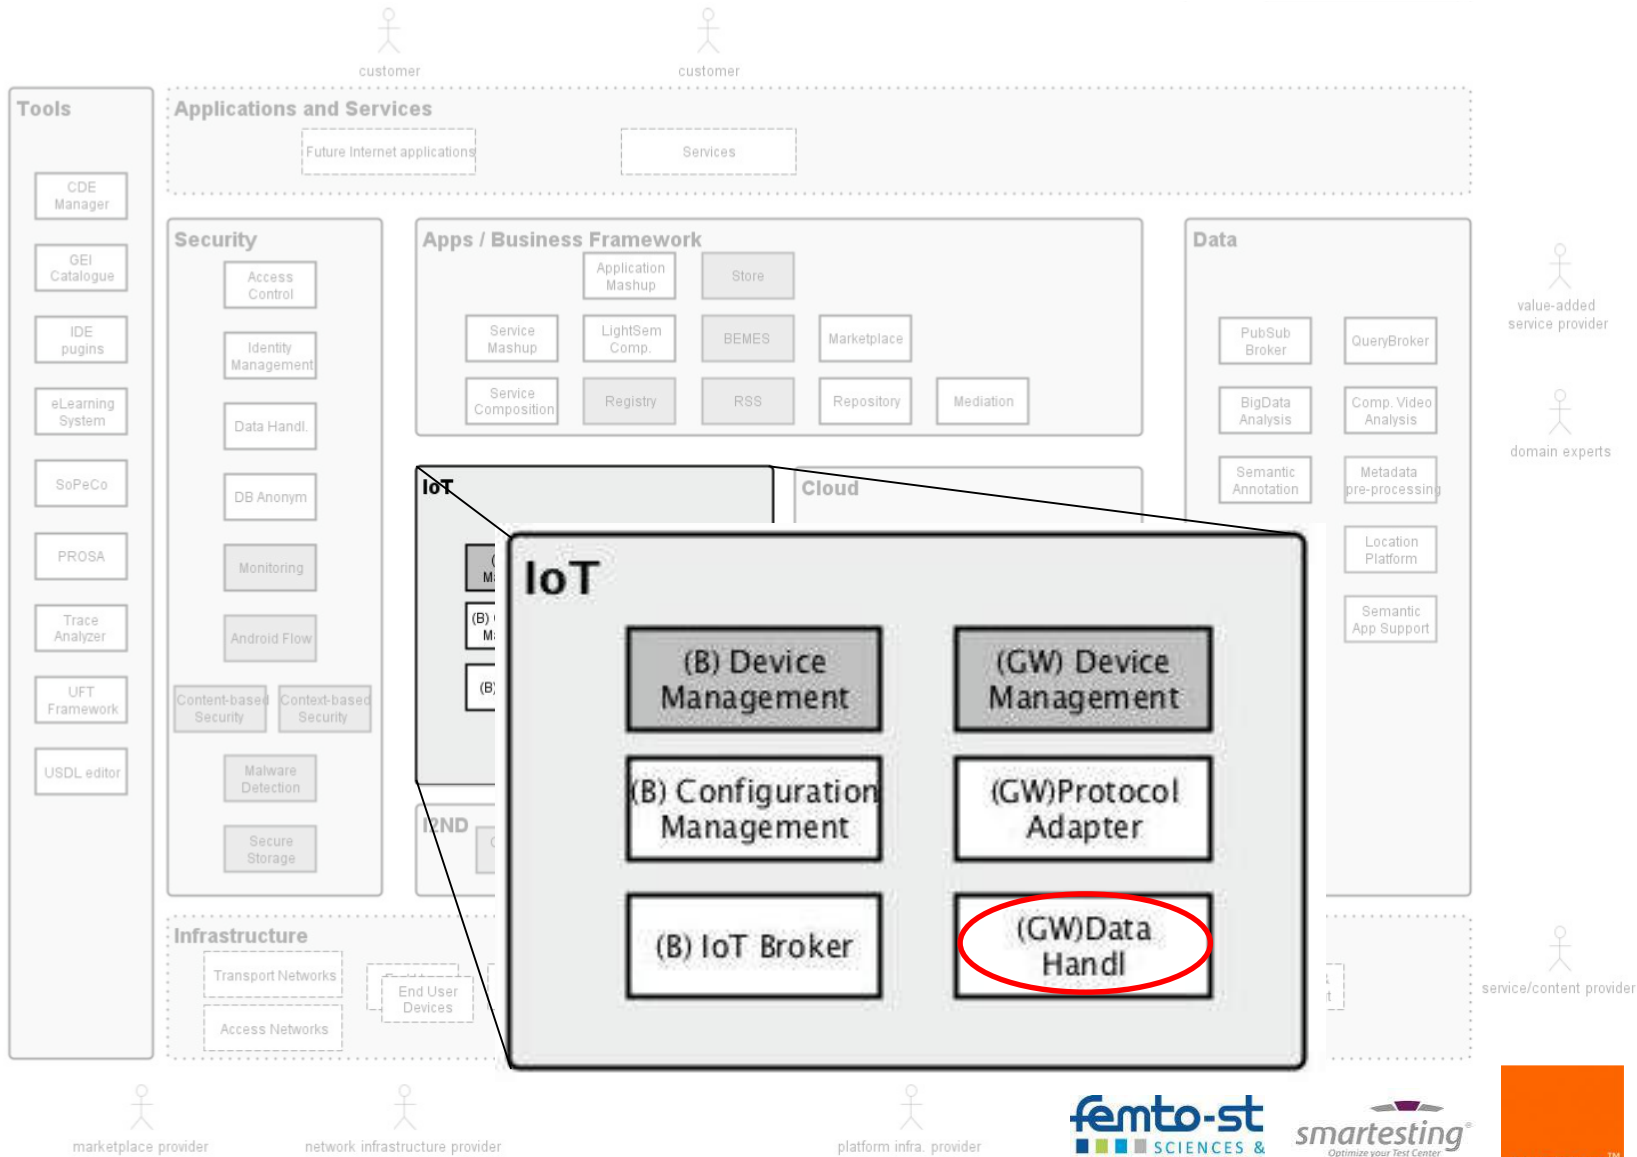 customer
customer
Tools
CDE
Manager
GEI
Catalogue
IDE
pugins
eLearning
System
SoPeCo
PROSA
Trace
Analyzer
UFT
Framework
USDL editor
Applications and Services
Future Internet applications
Services
Security
Access
Control
Identity
Management
Data Handl.
DB Anonym
Monitoring
Android Flow
Content-based
Security
Context-based
Security
Malware
Detection
Secure
Storage
Apps / Business Framework
Application
Mashup
Store
Service
Mashup
LightSem
Comp.
BEMES
Marketplace
Service
Composition
Registry
RSS
Repository
Mediation
Data
PubSub
Broker
QueryBroker
BigData
Analysis
Comp. Video
Analysis
Semantic
Annotation
Metadata
pre-processing
Location
Platform
Semantic
App Support
value-added
service provider
domain experts
service/content provider
IoT
(B)
(B)
Cloud
I2ND
IoT
(B) Device
Management
(GW) Device
Management
(B) Configuration
Management
(GW)Protocol
Adapter
(B) IoT Broker
(GW)Data
Handl
Infrastructure
Transport Networks
Access Networks
End User
Devices
marketplace provider
network infrastructure provider
platform infra. provider
femto-st
SCIENCES &
smartesting®
Optimize your Test Center
TM